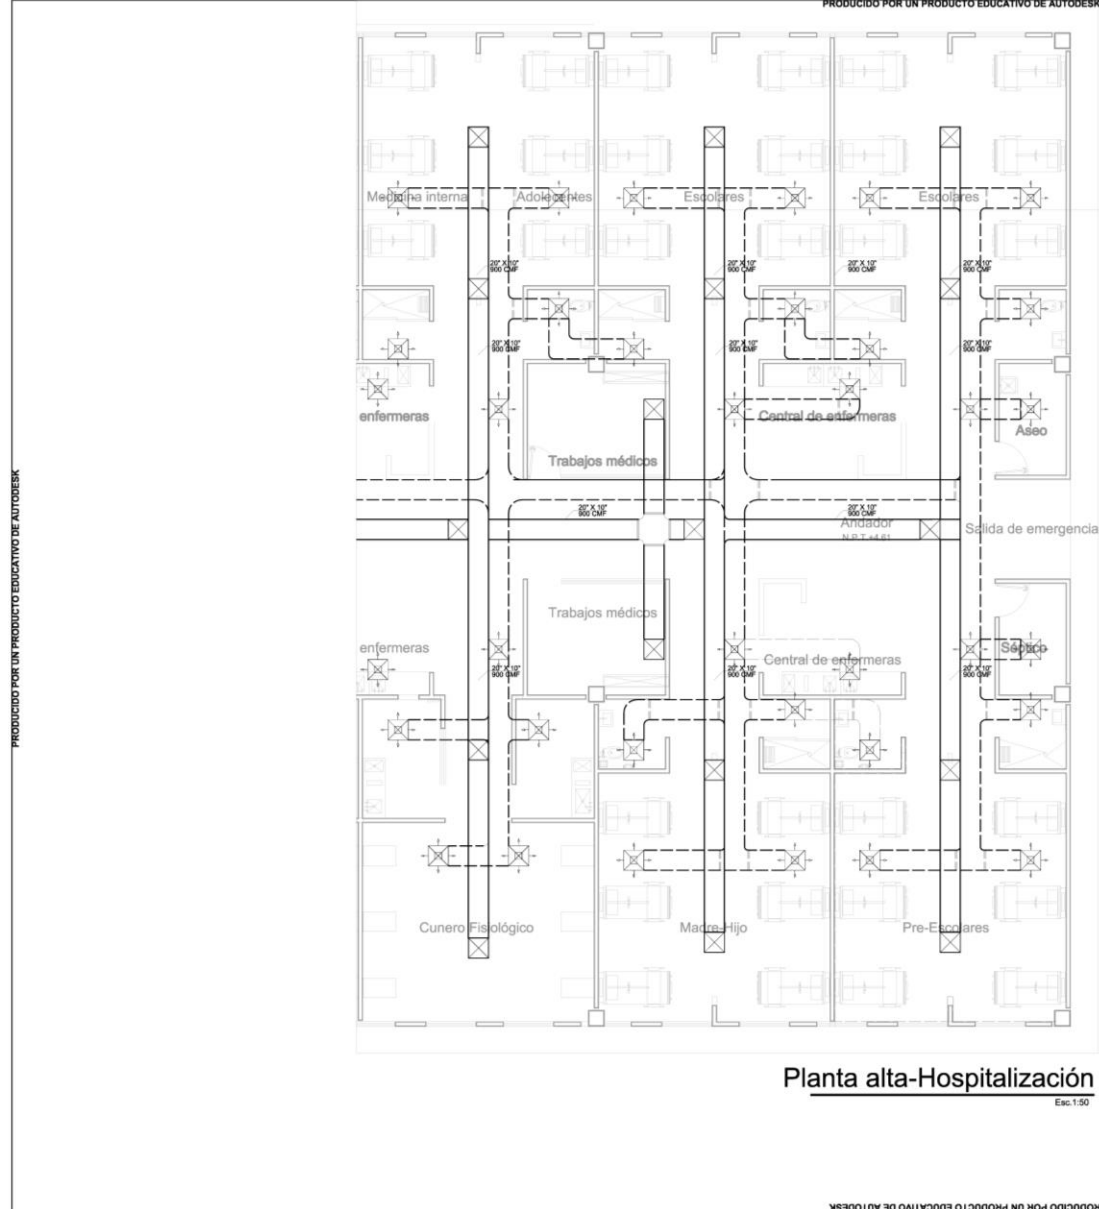 PRODUCIDO POR UN PRODUCTO EDUCATIVO DE AUTODESK
Medicina interna
Adolecentes
Escolares
Escolares
20" X 10"
900 CMF
20" X 10"
900 CMF
20" X 10"
900 CMF
20" X 10"
900 CMF
20" X 10"
900 CMF
20" X 10"
900 CMF
20" X 10"
900 CMF
enfermeras
Central de enfermeras
Aseo
Trabajos médicos
PRODUCIDO POR UN PRODUCTO EDUCATIVO DE AUTODESK
20" X 10"
900 CMF
20" X 10"
900 CMF
Andador
N.P.T +4.61
Salida de emergencia
Trabajos médicos
enfermeras
Central de enfermeras
Séptico
20" X 10"
900 CMF
20" X 10"
900 CMF
20" X 10"
900 CMF
Cunero Fisiológico
Madre-Hijo
Pre-Escolares
Planta alta-Hospitalización
Esc.1:50
RODUCIDO POR UN PRODUCTO EDUCATIVO DE AUTODESK